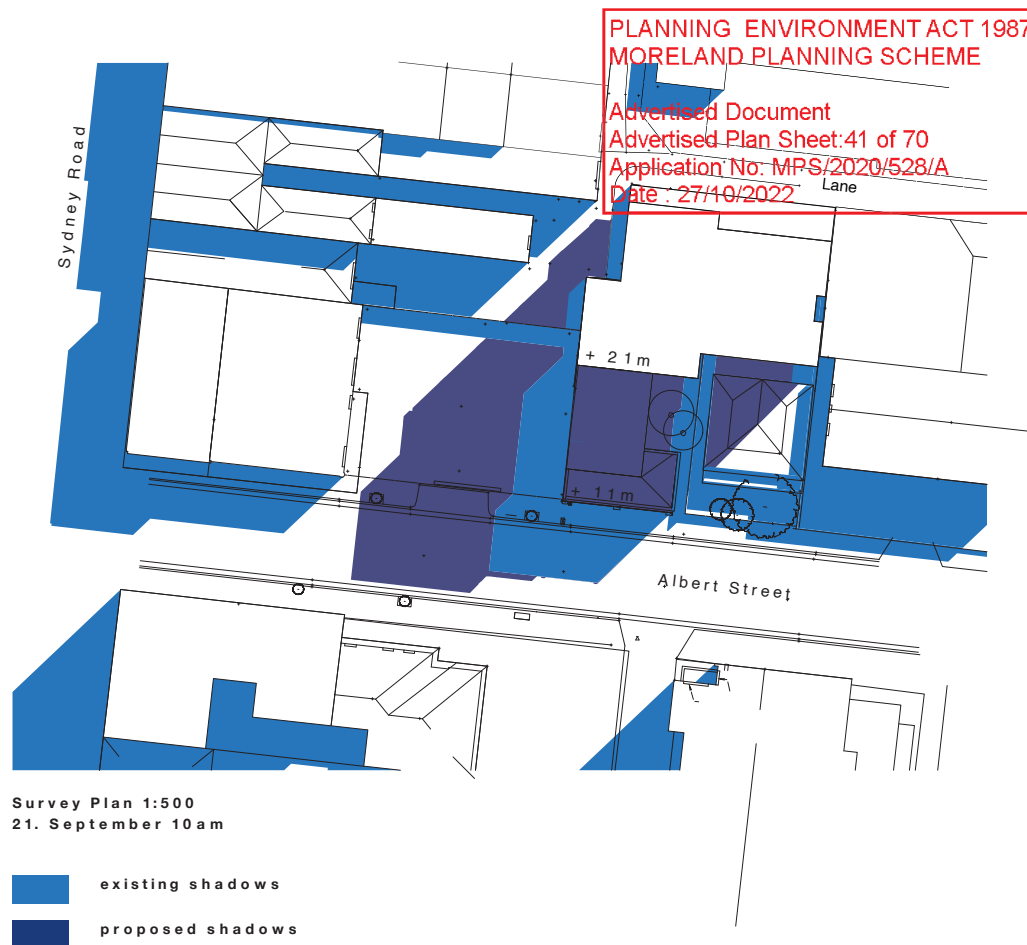 PLANNING ENVIRONMENT ACT 1987
MORELAND PLANNING SCHEME
Advertised Document
Advertised Plan Sheet:41 of 70
Application No: MPS/2020/528/A
Date : 27/10/2022
Lane
Sydney Road
+ 21m
+ 11m
Albert Street
Survey Plan 1:500
21. September 10am
existing shadows
proposed shadows